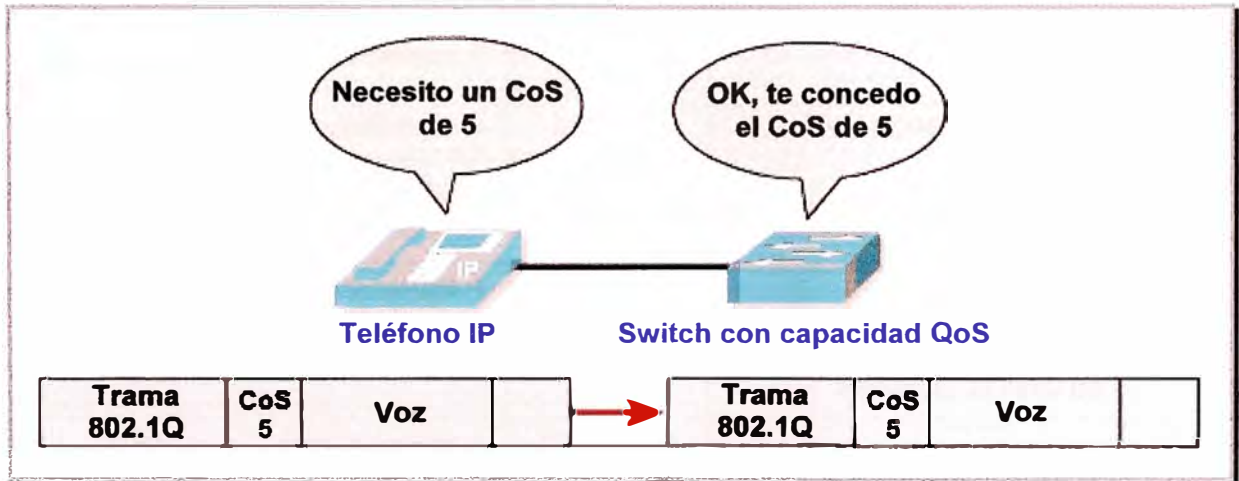 Necesito un CoS
de 5
OK, te concedo
el CoS de 5
IP
Teléfono IP
Switch con capacidad QoS
Trama
802.1Q
CoS
5
Voz
Trama
802.1Q
CoS
5
Voz